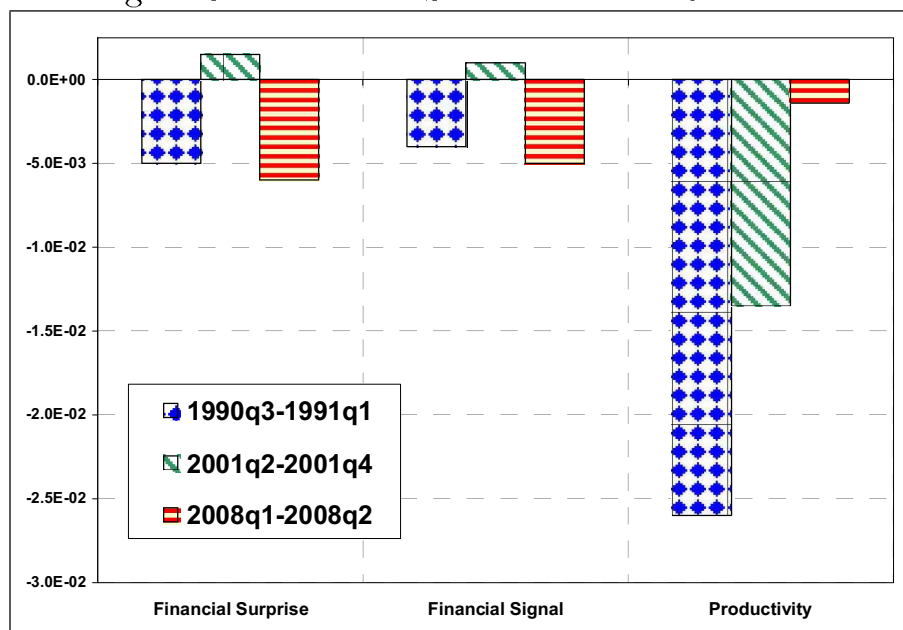 0.0E+00
-5.0E-03
-1.0E-02
-1.5E-02
-2.0E-02
-2.5E-02
-3.0E-02
1990q3-1991q1
2001q2-2001q4
2008q1-2008q2
Financial Surprise Financial Signal Productivity